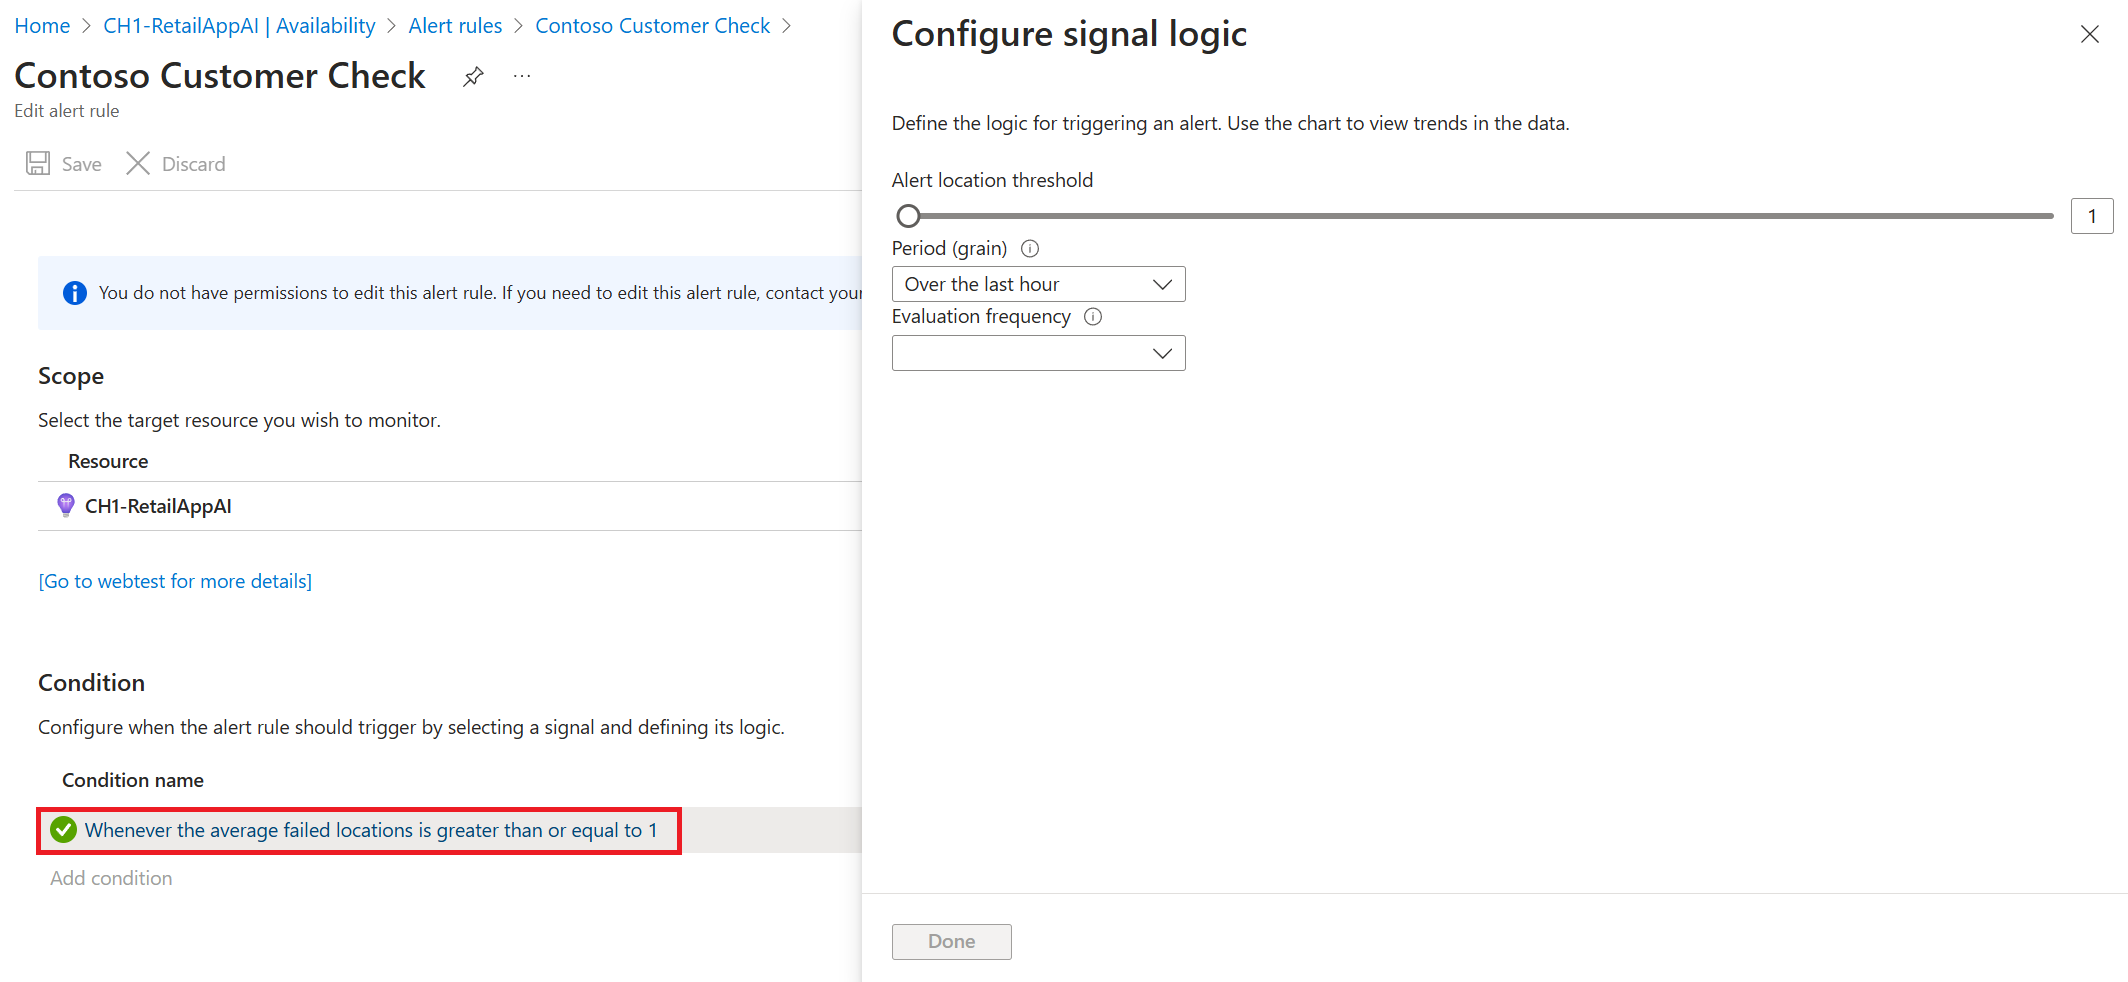 Home > CH1-RetailAppAI | Availability > Alert rules > Contoso Customer Check >
Contoso Customer Check
Edit alert rule
Save Discard
You do not have permissions to edit this alert rule. If you need to edit this alert rule, contact your
Scope
Select the target resource you wish to monitor.
Resource
CH1-RetailAppAI
[Go to webtest for more details]
Condition
Configure when the alert rule should trigger by selecting a signal and defining its logic.
Condition name
Whenever the average failed locations is greater than or equal to 1
Add condition
Configure signal logic
Define the logic for triggering an alert. Use the chart to view trends in the data.
Alert location threshold
1
Period (grain)
Over the last hour
Evaluation frequency
Done